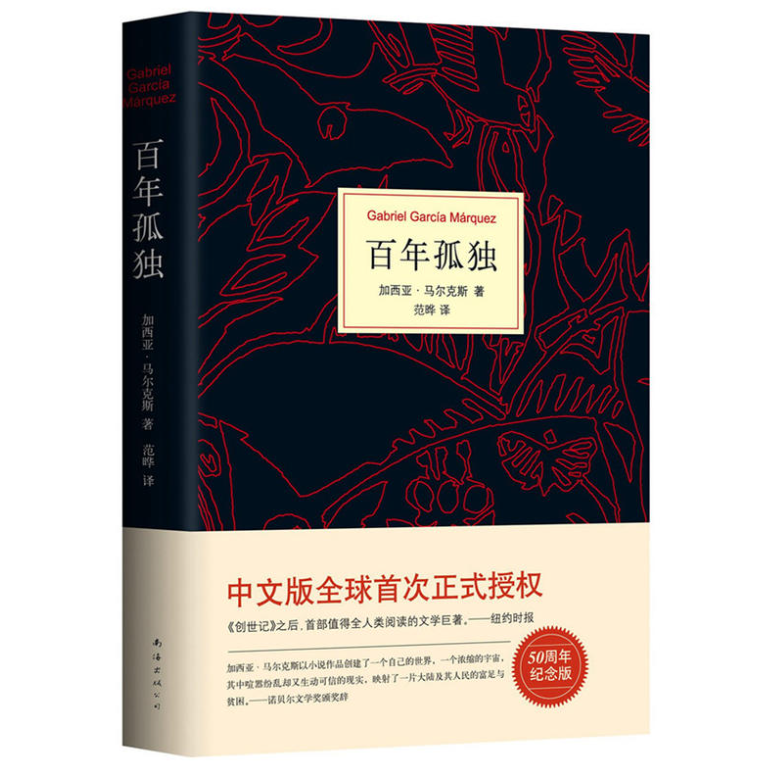 Gabriel
García
Márquez
百年孤独
加西亚·马尔克斯 著
范晔 译
南海出版公司
Gabriel García Márquez
百年孤独
加西亚·马尔克斯 著
范晔 译
中文版全球首次正式授权
《创世记》之后,首部值得全人类阅读的文学巨著。——纽约时报
加西亚·马尔克斯以小说作品创建了一个自己的世界,一个浓缩的宇宙,
其中喧嚣纷乱却又生动可信的现实,映射了一片大陆及其人民的富足与
贫困。——诺贝尔文学奖颁奖辞
50周年
纪念版